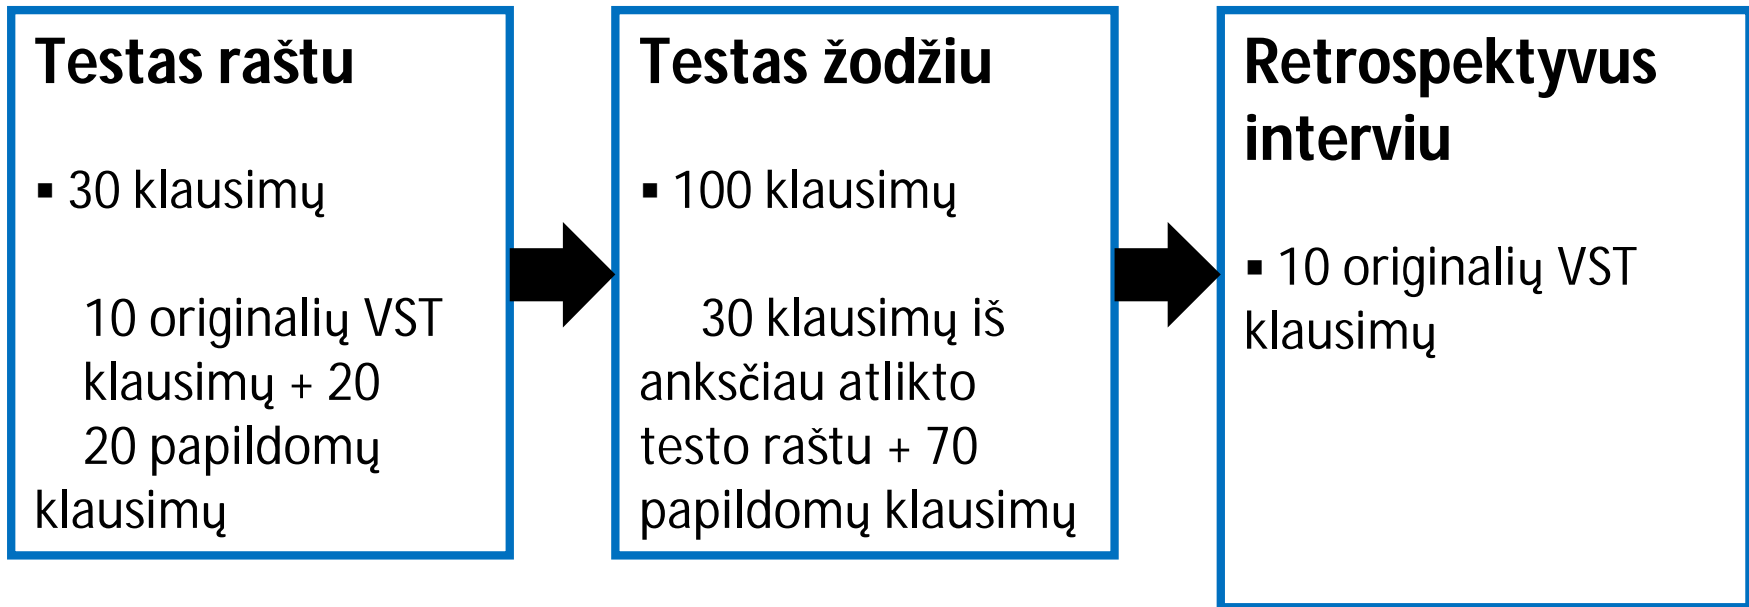 Testas raštu
▪ 30 klausimų
10 originalių VST
klausimų + 20
20 papildomų
klausimų
Testas žodžiu
▪ 100 klausimų
30 klausimų iš
anksčiau atlikto
testo raštu + 70
papildomų klausimų
Retrospektyvus
interviu
▪ 10 originalių VST
klausimų